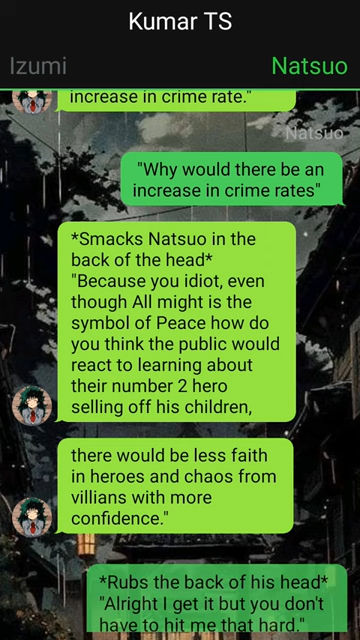 Kumar TS
Izumi
Natsuo
increase in crime rate."
Natsuo
"Why would there be an
increase in crime rates"
*Smacks Natsuo in the
back of the head*
"Because you idiot, even
though All might is the
symbol of Peace how do
you think the public would
react to learning about
their number 2 hero
selling off his children,
there would be less faith
in heroes and chaos from
villians with more
confidence."
*Rubs the back of his head*
"Alright I get it but you don't
have to hit me that hard."